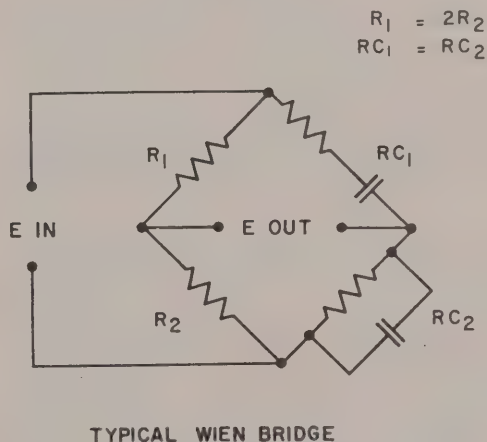 R₁ = 2R₂
RC₁ = RC₂
R₁
RC₁
E IN
E OUT
R₂
RC₂
TYPICAL WIEN BRIDGE